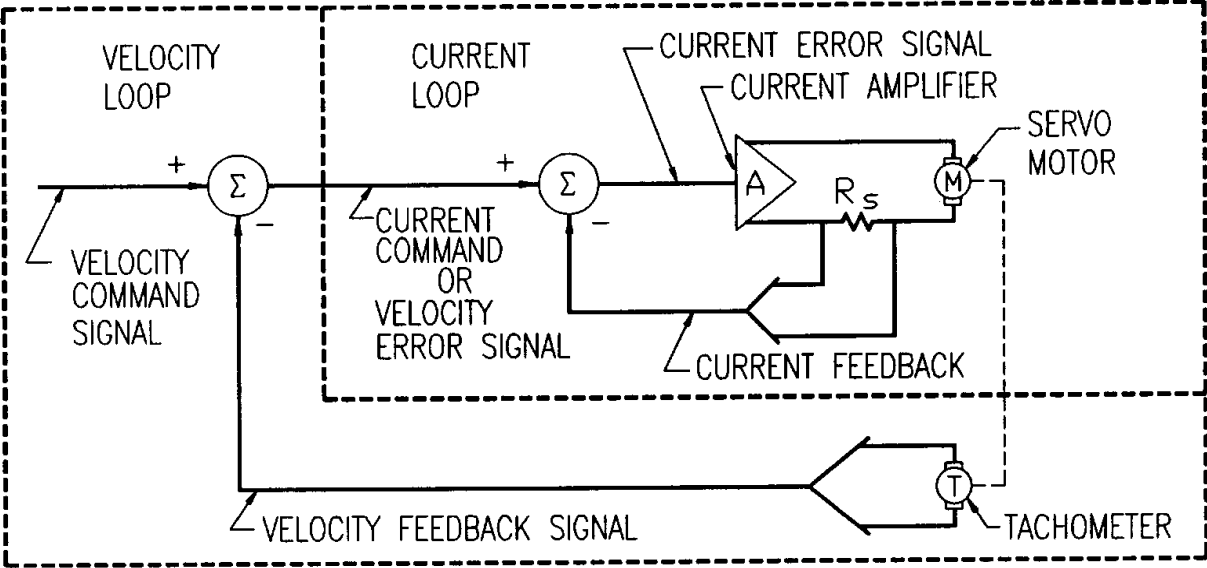 VELOCITY
LOOP
CURRENT
LOOP
CURRENT ERROR SIGNAL
CURRENT AMPLIFIER
SERVO
MOTOR
+
Σ
−
+
Σ
−
A
R s
M
VELOCITY
COMMAND
SIGNAL
CURRENT
COMMAND
OR
VELOCITY
ERROR SIGNAL
CURRENT FEEDBACK
T
VELOCITY FEEDBACK SIGNAL
TACHOMETER